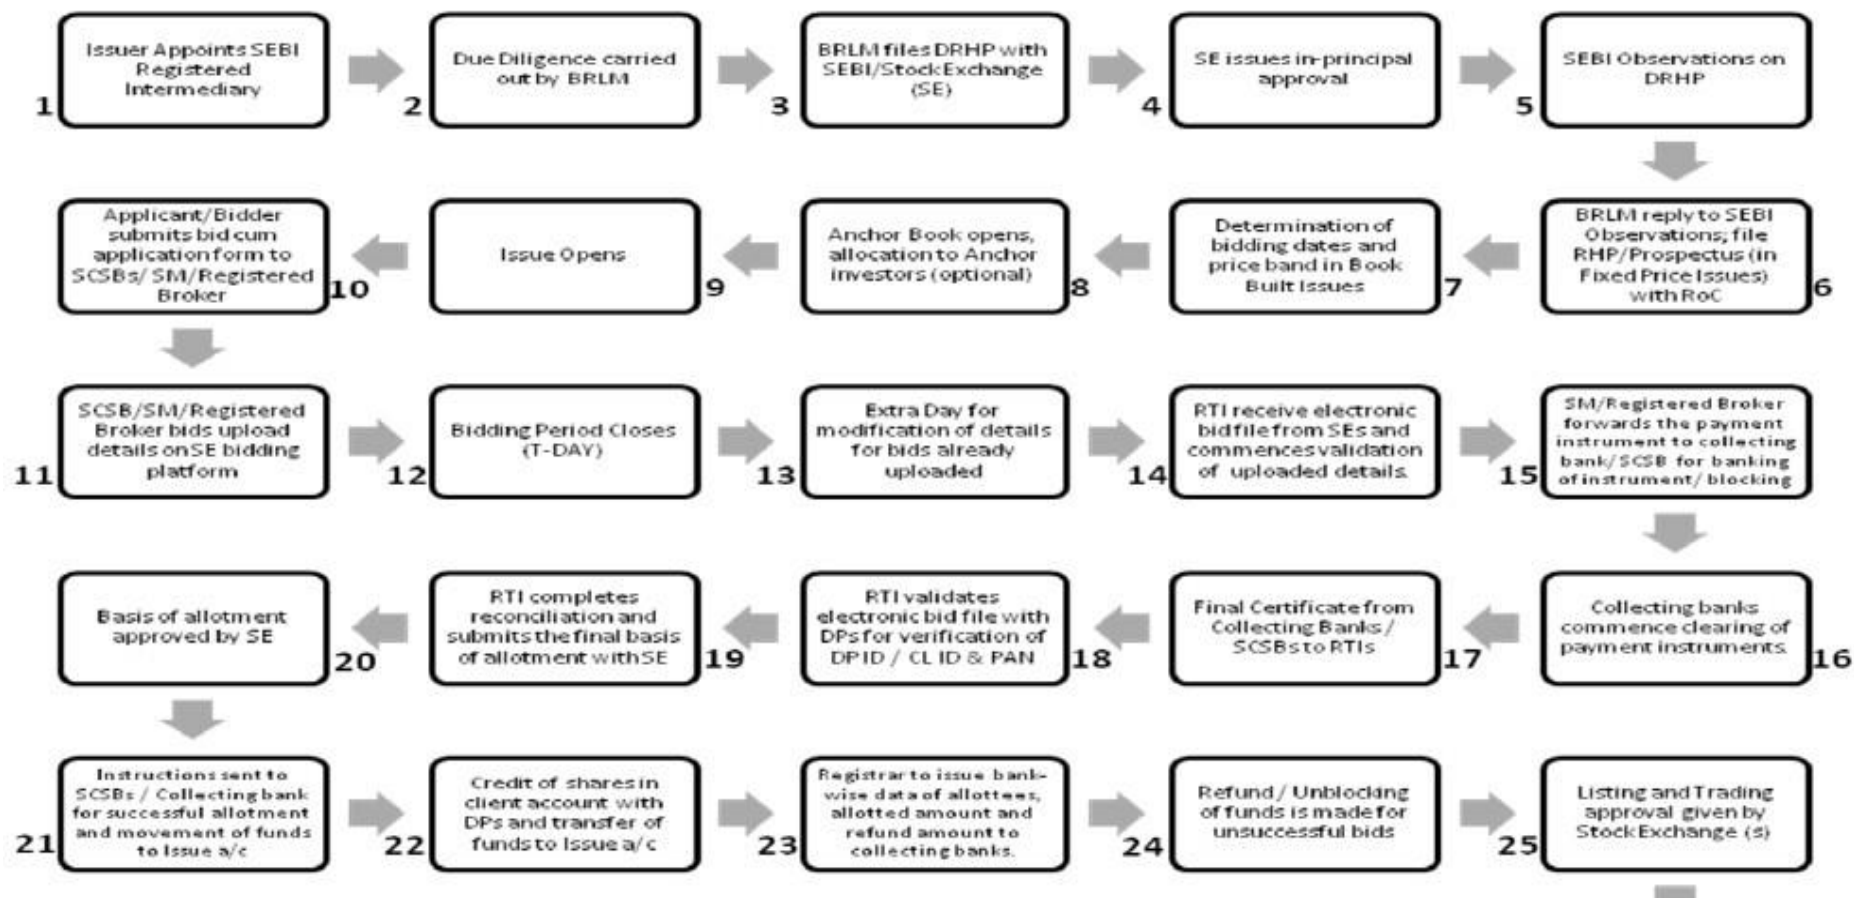 Issuer Appoints SEBI
Registered
Intermediary
1
Due Diligence carried
out by BRLM
2
BRLM files DRHP with
SEBI/Stock Exchange
(SE)
3
SE issues in-principal
approval
4
SEBI Observations on
DRHP
5
BRLM reply to SEBI
Observations; file
RHP/Prospectus (in
Fixed Price Issues)
with RoC
6
Determination of
bidding dates and
price band in Book
Built Issues
7
Anchor Book opens,
allocation to Anchor
investors (optional)
8
Issue Opens
9
Applicant/Bidder
submits bid cum
application form to
SCSBs/ SM/Registered
Broker
10
SCSB/SM/Registered
Broker bids upload
details on SE bidding
platform
11
Bidding Period Closes
(T-DAY)
12
Extra Day for
modification of details
for bids already
uploaded
13
RTI receive electronic
bid file from SEs and
commences validation
of uploaded details.
14
SM/Registered Broker
forwards the payment
instrument to collecting
bank/SCSB for banking
of instrument/ blocking
15
Collecting banks
commence clearing of
payment instruments.
16
Final Certificate from
Collecting Banks /
SCSBs to RTIs
17
RTI validates
electronic bid file with
DPs for verification of
DP ID / CL ID & PAN
18
RTI completes
reconciliation and
submits the final basis
of allotment with SE
19
Basis of allotment
approved by SE
20
Instructions sent to
SCSBs / Collecting bank
for successful allotment
and movement of funds
to Issue a/c
21
Credit of shares in
client account with
DPs and transfer of
funds to Issue a/c
22
Registrar to issue bank-
wise data of allottees,
allotted amount and
refund amount to
collecting banks.
23
Refund / Unblocking
of funds is made for
unsuccessful bids
24
Listing and Trading
approval given by
Stock Exchange (s)
25